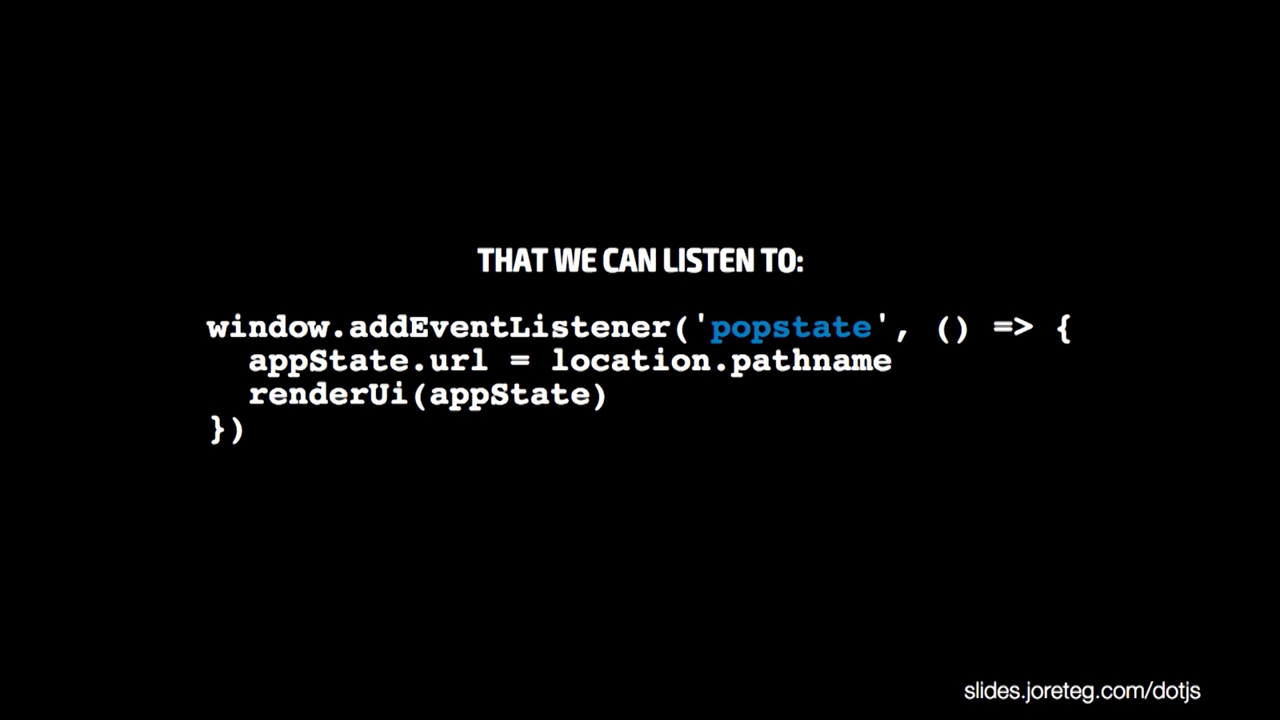 THAT WE CAN LISTEN TO:
window.addEventListener('popstate', () => {
  appState.url = location.pathname
  renderUi(appState)
})
slides.joreteg.com/dotjs